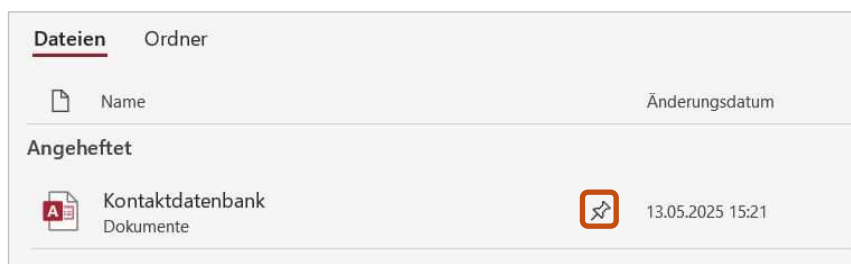 Dateien Ordner
Name Änderungsdatum
Angeheftet
Kontaktdatenbank
Dokumente
A
13.05.2025 15:21